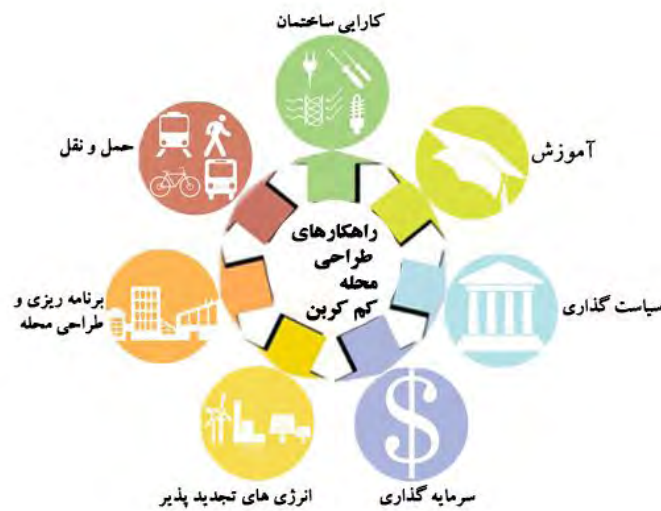 کارایی ساختمان
آموزش
حمل و نقل
راهکارهای
طراحی
محله
کم کربن
سیاست گذاری
برنامه ریزی و
طراحی محله
سرمایه گذاری
انرژی های تجدید پذیر
$